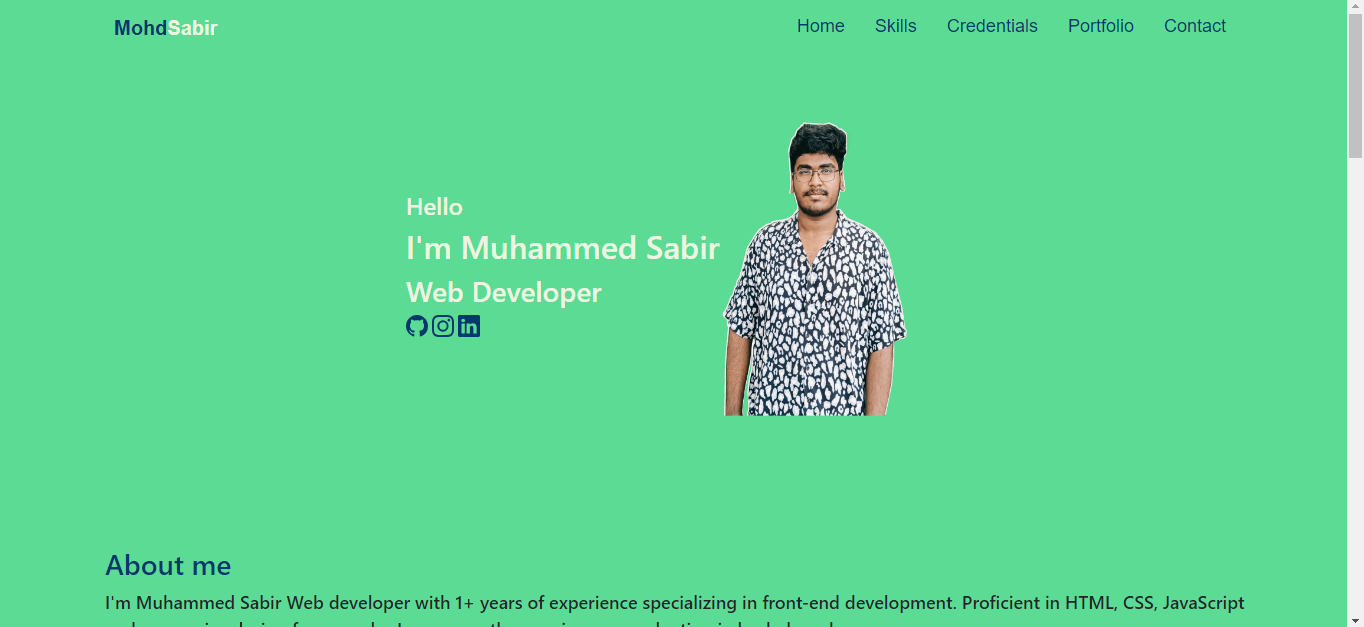 MohdSabir
Home Skills Credentials Portfolio Contact
Hello
I'm Muhammed Sabir
Web Developer
in
About me
I'm Muhammed Sabir Web developer with 1+ years of experience specializing in front-end development. Proficient in HTML, CSS, JavaScript